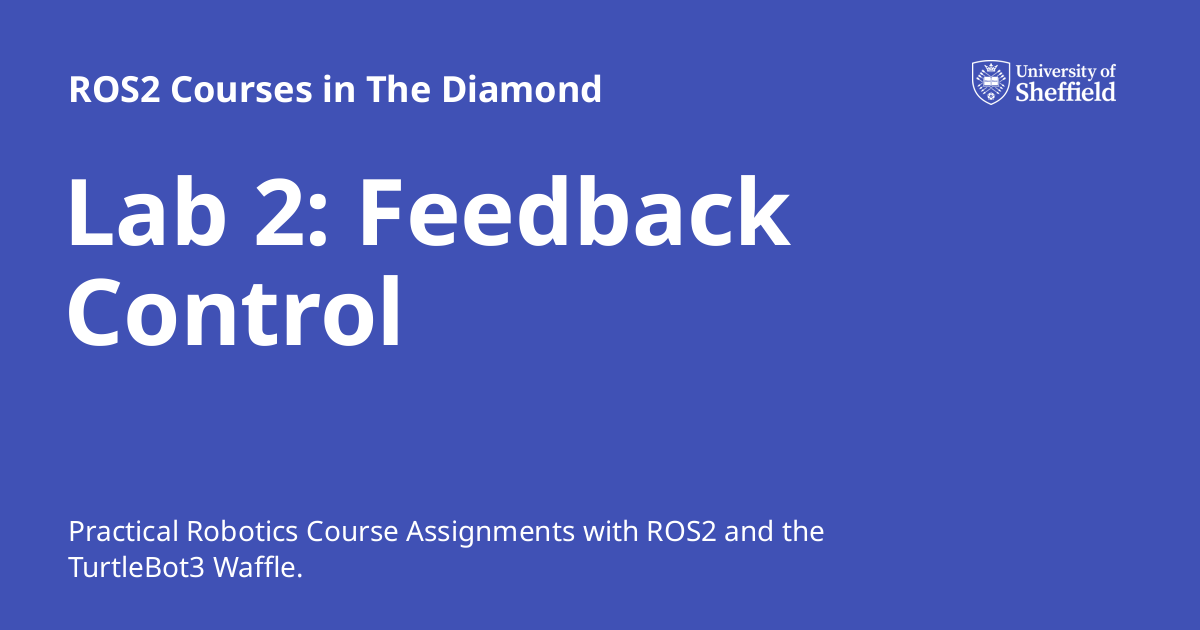 ROS2 Courses in The Diamond
University of
Sheffield
Lab 2: Feedback
Control
Practical Robotics Course Assignments with ROS2 and the
TurtleBot3 Waffle.